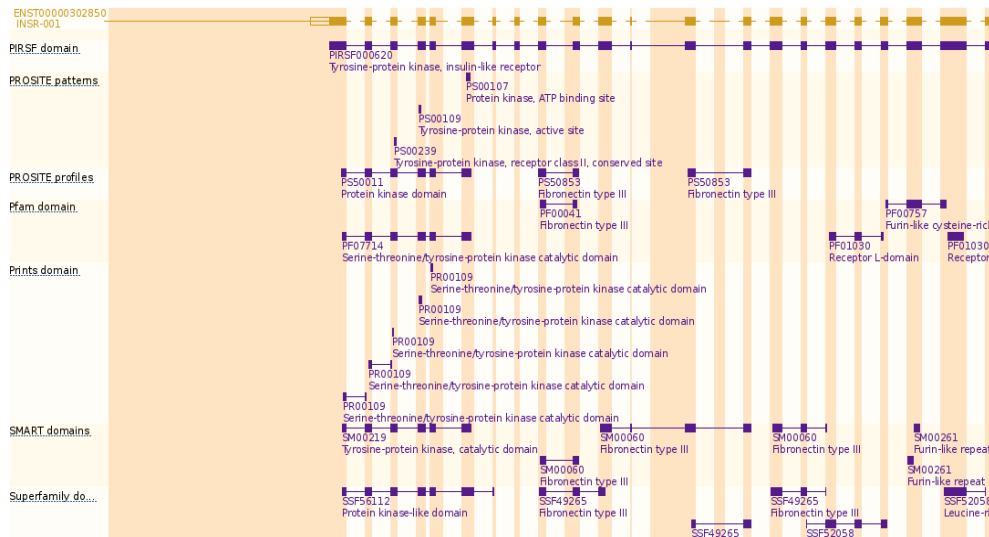 ENST00000302850
INSR-001
PIRSF domain
PIRSF000620
Tyrosine-protein kinase, insulin-like receptor
PROSITE patterns
PS00107
Protein kinase, ATP binding site
PS00109
Tyrosine-protein kinase, active site
PS00239
Tyrosine-protein kinase, receptor class II, conserved site
PROSITE profiles
PS50011 PS50853 PS50853
Protein kinase domain Fibronectin type III Fibronectin type III
Pfam domain
PF00041 PF00757
Fibronectin type III Furin-like cysteine-rich
PF07714 PF01030 PF01030
Serine-threonine/tyrosine-protein kinase catalytic domain Receptor L-domain Receptor
Prints domain
PR00109
Serine-threonine/tyrosine-protein kinase catalytic domain
PR00109
Serine-threonine/tyrosine-protein kinase catalytic domain
PR00109
Serine-threonine/tyrosine-protein kinase catalytic domain
PR00109
Serine-threonine/tyrosine-protein kinase catalytic domain
PR00109
Serine-threonine/tyrosine-protein kinase catalytic domain
SMART domains
SM00219 SM00060 SM00060 SM00261
Tyrosine-protein kinase, catalytic domain Fibronectin type III Fibronectin type III Furin-like repeat
SM00060 SM00261
Fibronectin type III Furin-like repeat
Superfamily do...
SSF56112 SSF49265 SSF49265 SSF52058
Protein kinase-like domain Fibronectin type III Fibronectin type III Leucine-r
SSF49265 SSF52058